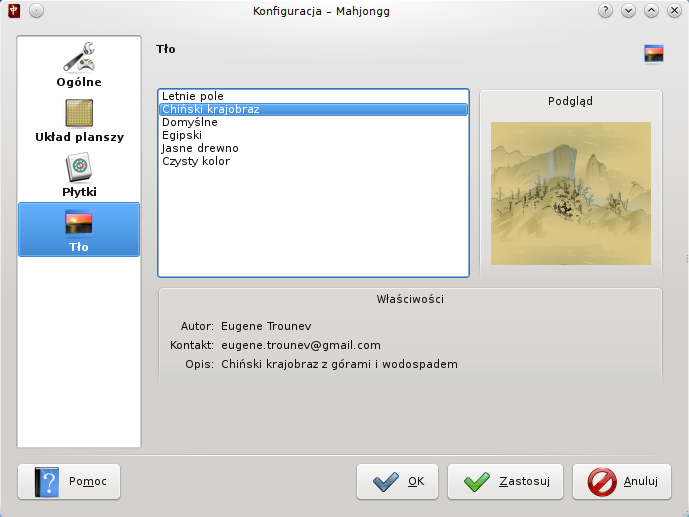 Konfiguracja – Mahjongg
Ogólne
Układ planszy
Płytki
Tło
Tło
Letnie pole
Chiński krajobraz
Domyślne
Egipski
Jasne drewno
Czysty kolor
Podgląd
Właściwości
Autor: Eugene Trounev
Kontakt: eugene.trounev@gmail.com
Opis: Chiński krajobraz z górami i wodospadem
Pomoc
OK
Zastosuj
Anuluj